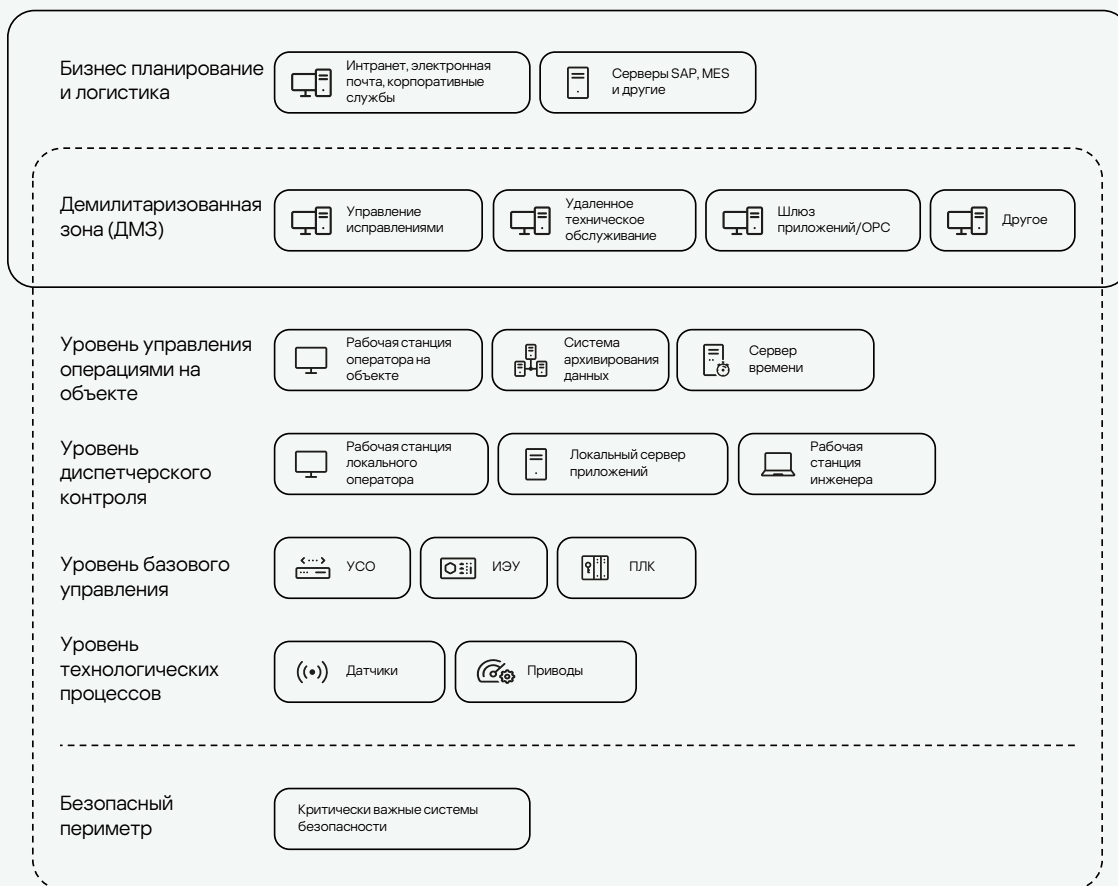 Бизнес планирование
и логистика
Интранет, электронная
почта, корпоративные
службы
Серверы SAP, MES
и другие
Демилитаризованная
зона (ДМЗ)
Управление
исправлениями
Удаленное
техническое
обслуживание
Шлюз
приложений/OPC
Другое
Уровень управления
операциями на
объекте
Рабочая станция
оператора на
объекте
Система
архивирования
данных
Сервер
времени
Уровень
диспетчерского
контроля
Рабочая станция
локального
оператора
Локальный сервер
приложений
Рабочая
станция
инженера
Уровень базового
управления
УСО
ИЭУ
ПЛК
Уровень
технологических
процессов
Датчики
Приводы
Безопасный
периметр
Критически важные системы
безопасности